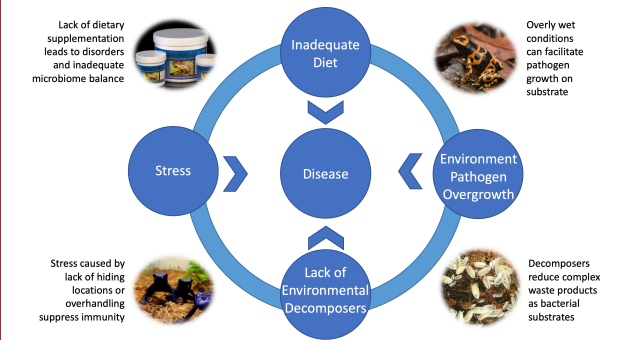 Lack of dietary
supplementation
leads to disorders
and inadequate
microbiome balance
Inadequate
Diet
Overly wet
conditions
can facilitate
pathogen
growth on
substrate
Stress
Disease
Environment
Pathogen
Overgrowth
Stress caused by
lack of hiding
locations or
overhandling
suppress immunity
Lack of
Environmental
Decomposers
Decomposers
reduce complex
waste products
as bacterial
substrates